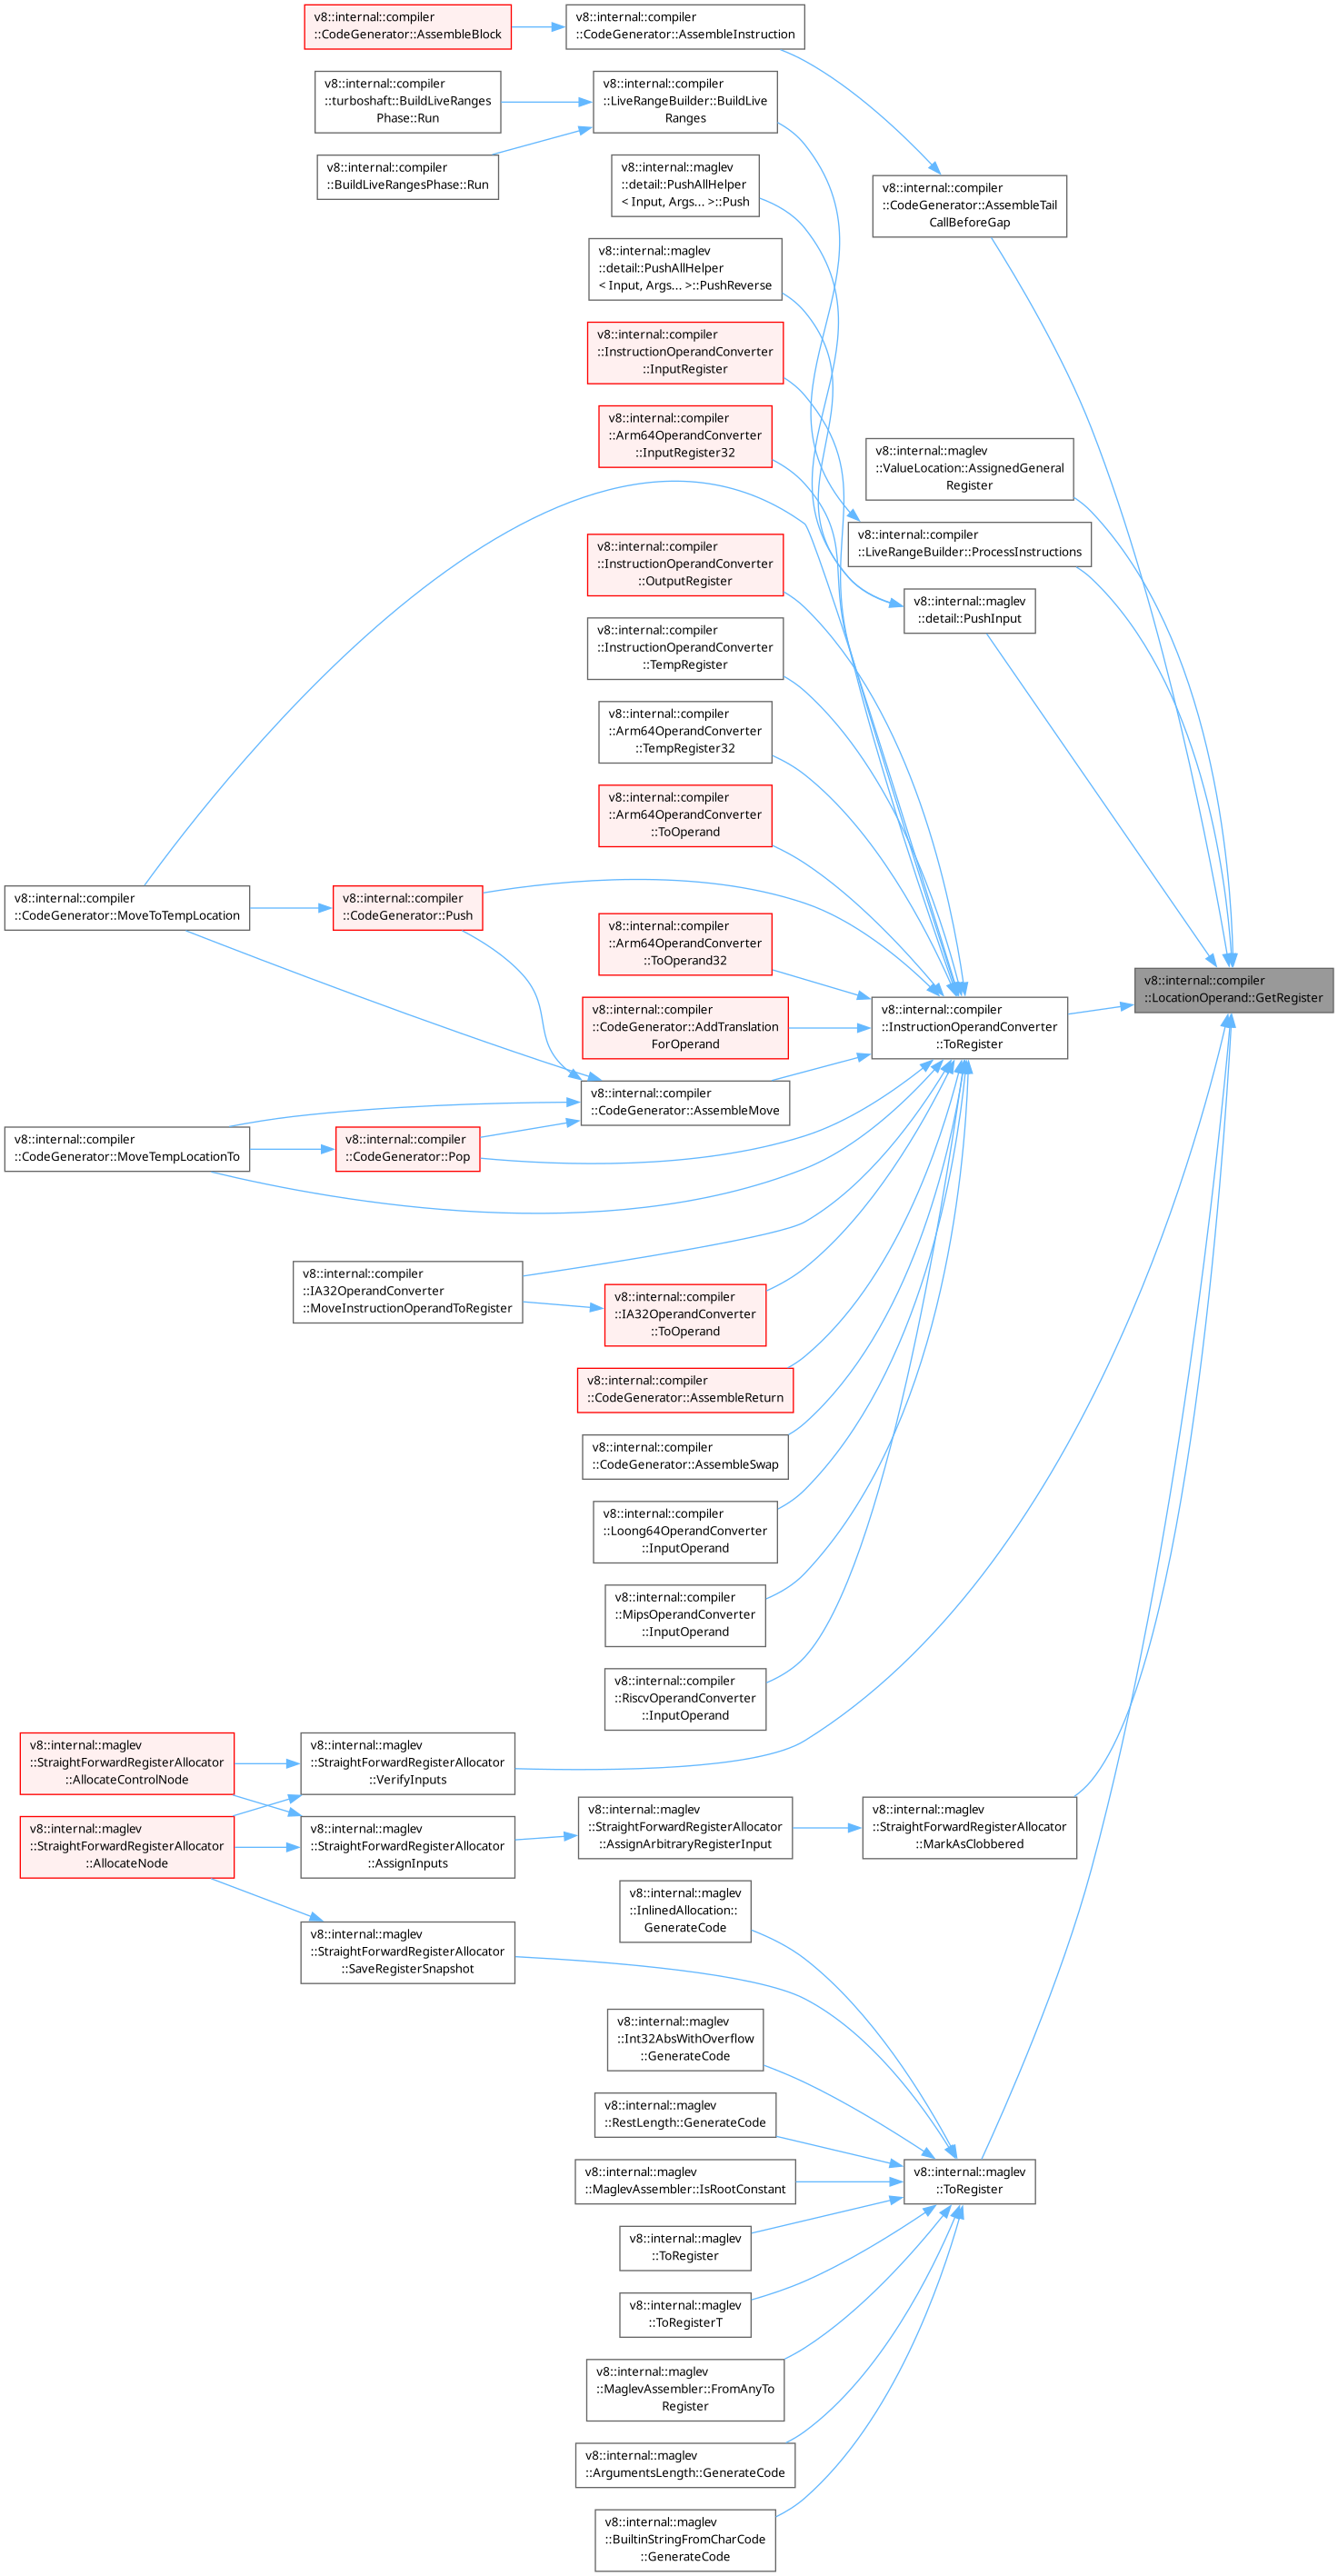 v8::internal::compiler
::CodeGenerator::AssembleBlock
v8::internal::compiler
::CodeGenerator::AssembleInstruction
v8::internal::compiler
::turboshaft::BuildLiveRanges
Phase::Run
v8::internal::compiler
::LiveRangeBuilder::BuildLive
Ranges
v8::internal::compiler
::BuildLiveRangesPhase::Run
v8::internal::maglev
::detail::PushAllHelper
< Input, Args... >::Push
v8::internal::compiler
::CodeGenerator::AssembleTail
CallBeforeGap
v8::internal::maglev
::detail::PushAllHelper
< Input, Args... >::PushReverse
v8::internal::compiler
::InstructionOperandConverter
::InputRegister
v8::internal::compiler
::Arm64OperandConverter
::InputRegister32
v8::internal::maglev
::ValueLocation::AssignedGeneral
Register
v8::internal::compiler
::LiveRangeBuilder::ProcessInstructions
v8::internal::compiler
::InstructionOperandConverter
::OutputRegister
v8::internal::maglev
::detail::PushInput
v8::internal::compiler
::InstructionOperandConverter
::TempRegister
v8::internal::compiler
::Arm64OperandConverter
::TempRegister32
v8::internal::compiler
::Arm64OperandConverter
::ToOperand
v8::internal::compiler
::CodeGenerator::MoveToTempLocation
v8::internal::compiler
::CodeGenerator::Push
v8::internal::compiler
::Arm64OperandConverter
::ToOperand32
v8::internal::compiler
::LocationOperand::GetRegister
v8::internal::compiler
::CodeGenerator::AddTranslation
ForOperand
v8::internal::compiler
::InstructionOperandConverter
::ToRegister
v8::internal::compiler
::CodeGenerator::AssembleMove
v8::internal::compiler
::CodeGenerator::MoveTempLocationTo
v8::internal::compiler
::CodeGenerator::Pop
v8::internal::compiler
::IA32OperandConverter
::MoveInstructionOperandToRegister
v8::internal::compiler
::IA32OperandConverter
::ToOperand
v8::internal::compiler
::CodeGenerator::AssembleReturn
v8::internal::compiler
::CodeGenerator::AssembleSwap
v8::internal::compiler
::Loong64OperandConverter
::InputOperand
v8::internal::compiler
::MipsOperandConverter
::InputOperand
v8::internal::compiler
::RiscvOperandConverter
::InputOperand
v8::internal::maglev
::StraightForwardRegisterAllocator
::AllocateControlNode
v8::internal::maglev
::StraightForwardRegisterAllocator
::VerifyInputs
v8::internal::maglev
::StraightForwardRegisterAllocator
::AllocateNode
v8::internal::maglev
::StraightForwardRegisterAllocator
::AssignInputs
v8::internal::maglev
::StraightForwardRegisterAllocator
::AssignArbitraryRegisterInput
v8::internal::maglev
::StraightForwardRegisterAllocator
::MarkAsClobbered
v8::internal::maglev
::InlinedAllocation::
GenerateCode
v8::internal::maglev
::StraightForwardRegisterAllocator
::SaveRegisterSnapshot
v8::internal::maglev
::Int32AbsWithOverflow
::GenerateCode
v8::internal::maglev
::RestLength::GenerateCode
v8::internal::maglev
::MaglevAssembler::IsRootConstant
v8::internal::maglev
::ToRegister
v8::internal::maglev
::ToRegister
v8::internal::maglev
::ToRegisterT
v8::internal::maglev
::MaglevAssembler::FromAnyTo
Register
v8::internal::maglev
::ArgumentsLength::GenerateCode
v8::internal::maglev
::BuiltinStringFromCharCode
::GenerateCode